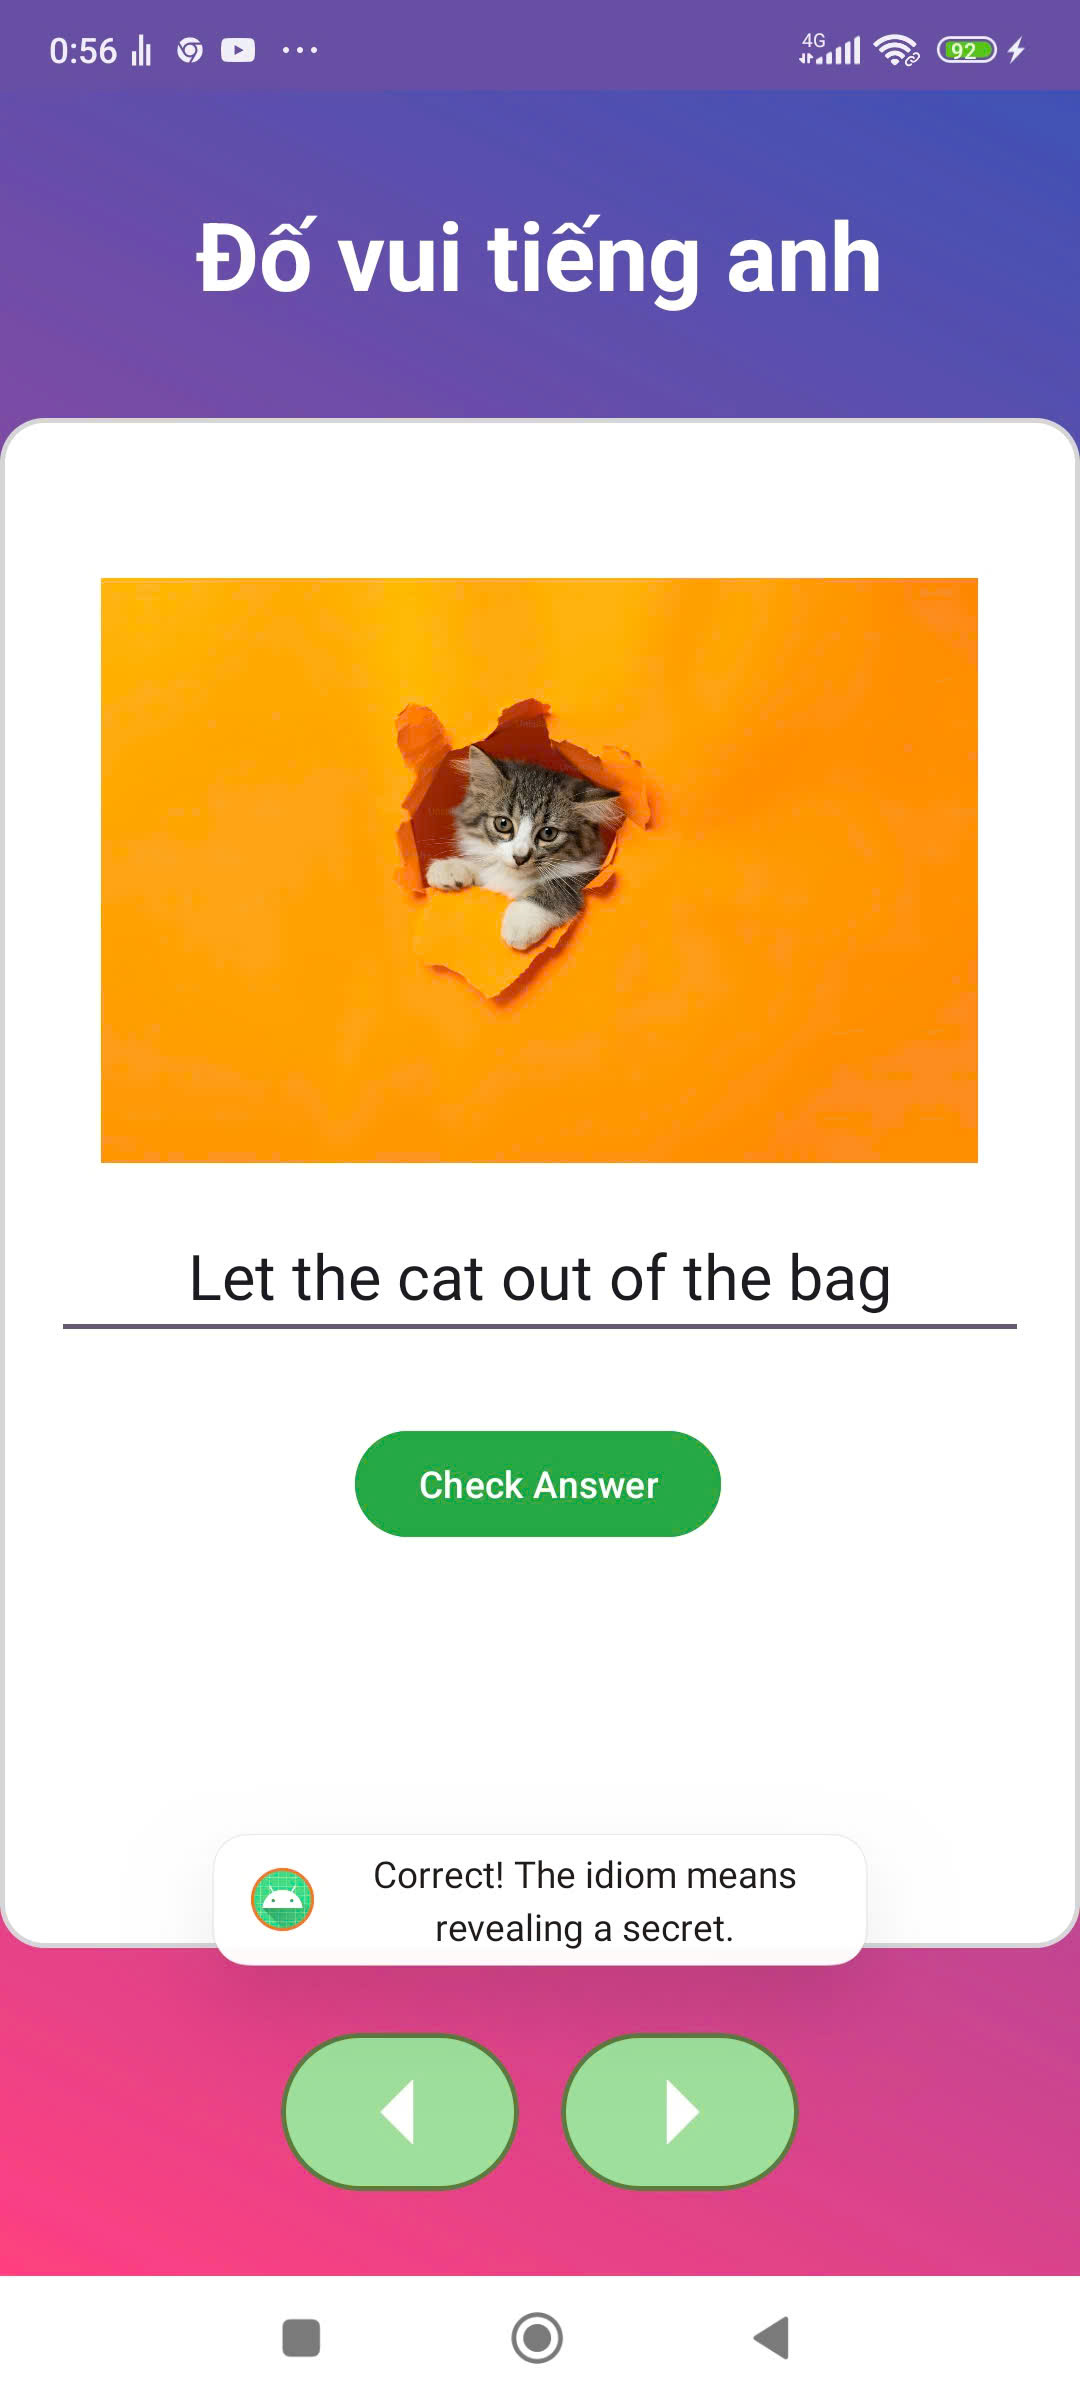 0:56
4G
92
Đố vui tiếng anh
Let the cat out of the bag
Check Answer
Correct! The idiom means
revealing a secret.